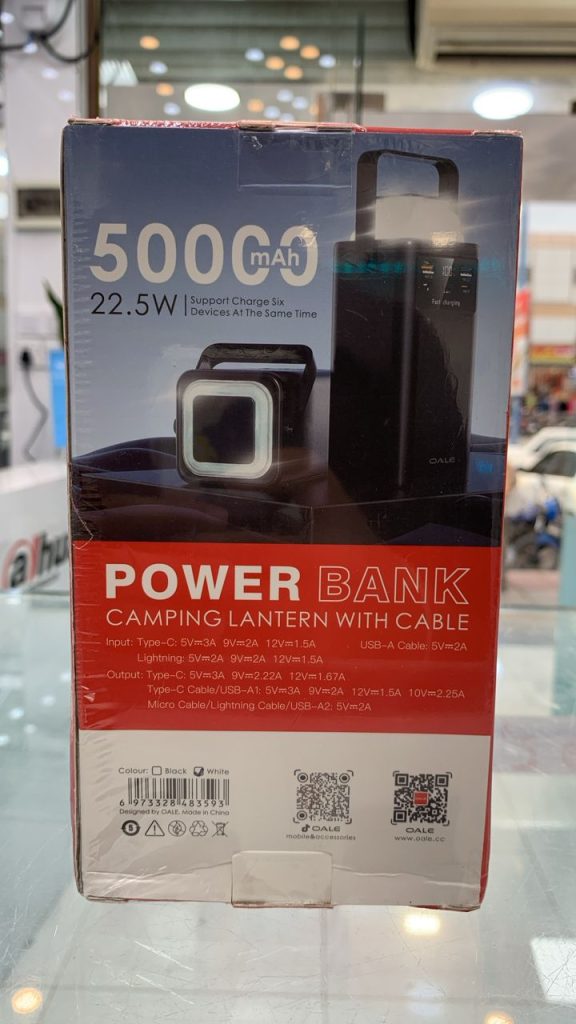 50000 mAh
22.5W | Support Charge Six
Devices At The Same Time
100
Fast charging
OALE
POWER BANK
CAMPING LANTERN WITH CABLE
Input: Type-C: 5V⎓3A 9V⎓2A 12V⎓1.5A USB-A Cable: 5V⎓2A
Lightning: 5V⎓2A 9V⎓2A 12V⎓1.5A
Output: Type-C: 5V⎓3A 9V⎓2.22A 12V⎓1.67A
Type-C Cable/USB-A1: 5V⎓3A 9V⎓2A 12V⎓1.5A 10V⎓2.25A
Micro Cable/Lightning Cable/USB-A2: 5V⎓2A
Colour: Black White
6 973328 483593
Designed by OALE. Made in China
OALE
mobile&accessories
OALE
www.oale.cc
alhu